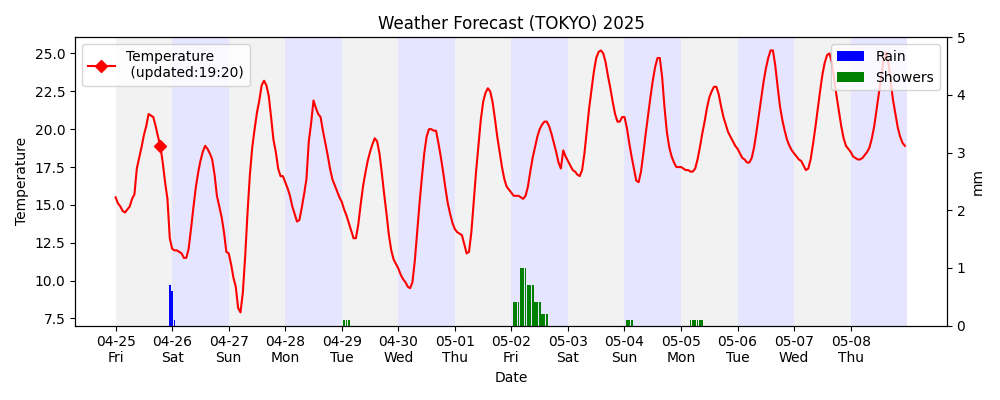 Weather Forecast (TOKYO) 2025
Temperature
(updated:19:20)
Rain
Showers
Temperature
25.0
22.5
20.0
17.5
15.0
12.5
10.0
7.5
5
4
3
2
1
0
mm
04-25 04-26 04-27 04-28 04-29 04-30 05-01 05-02 05-03 05-04 05-05 05-06 05-07 05-08
Fri Sat Sun Mon Tue Wed Thu Fri Sat Sun Mon Tue Wed Thu
Date